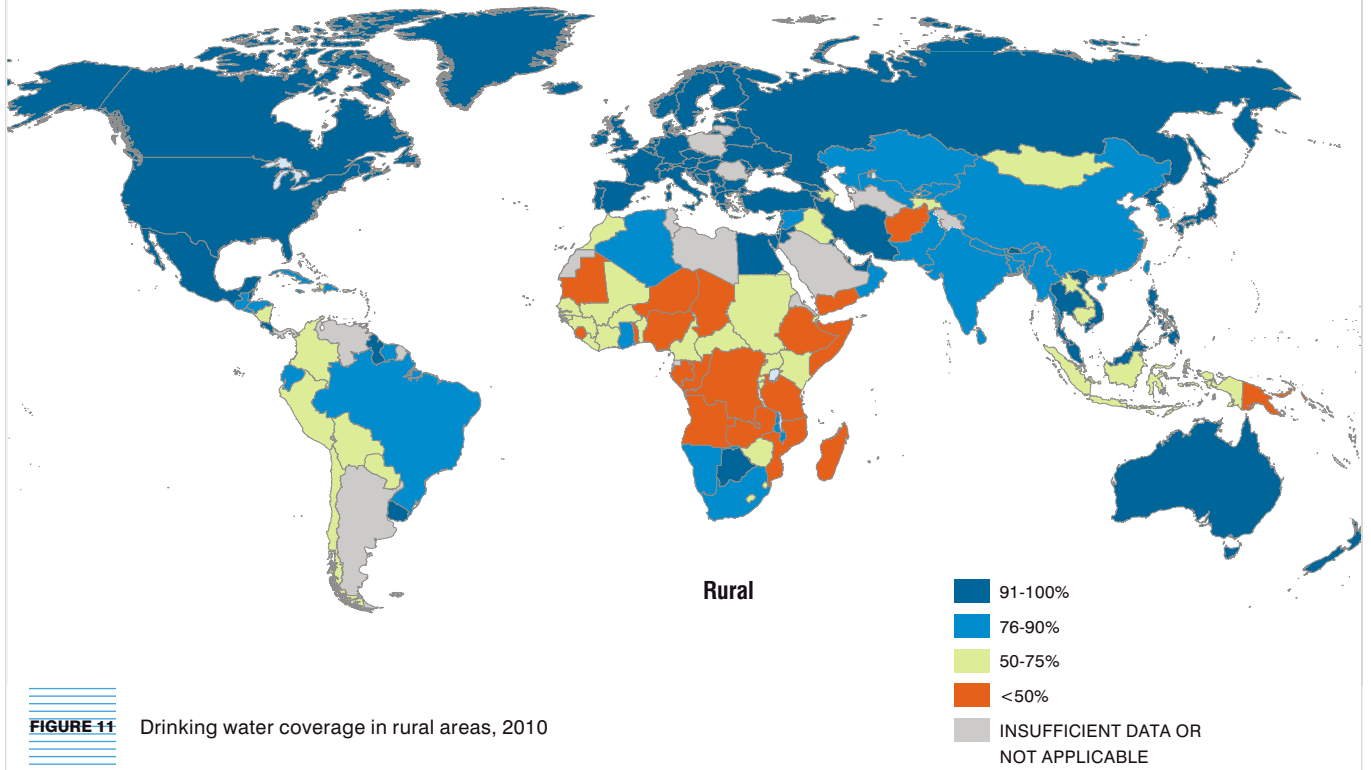 Rural
91-100%
76-90%
50-75%
<50%
INSUFFICIENT DATA OR
NOT APPLICABLE
FIGURE 11 Drinking water coverage in rural areas, 2010